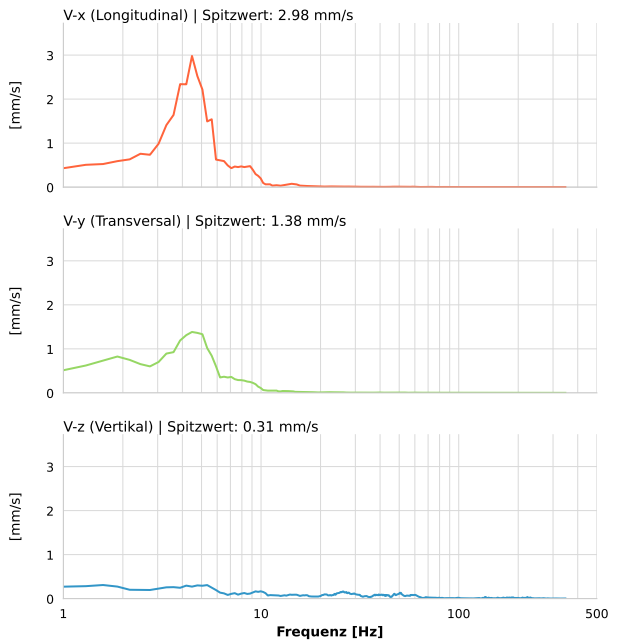 V-x (Longitudinal) | Spitzwert: 2.98 mm/s
[mm/s]
3
2
1
0
V-y (Transversal) | Spitzwert: 1.38 mm/s
[mm/s]
3
2
1
0
V-z (Vertikal) | Spitzwert: 0.31 mm/s
[mm/s]
3
2
1
0
1 10 100 500
Frequenz [Hz]